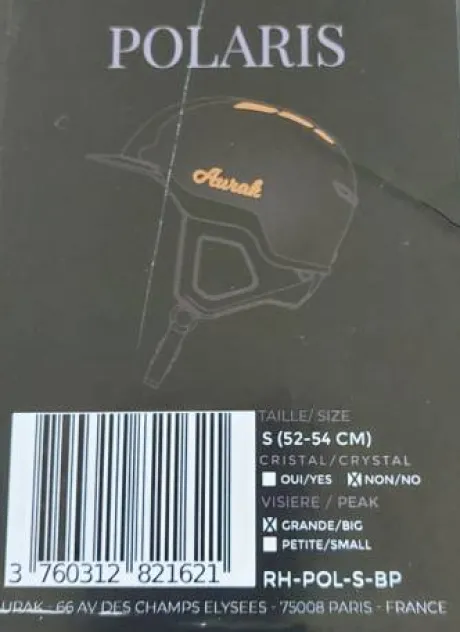 POLARIS
Aurak
TAILLE/ SIZE
S (52-54 CM)
CRISTAL/CRYSTAL
OUI/YES NON/NO
VISIERE / PEAK
GRANDE/BIG
PETITE/SMALL
3 760312 821621
RH-POL-S-BP
URAK - 66 AV DES CHAMPS ELYSEES - 75008 PARIS - FRANCE